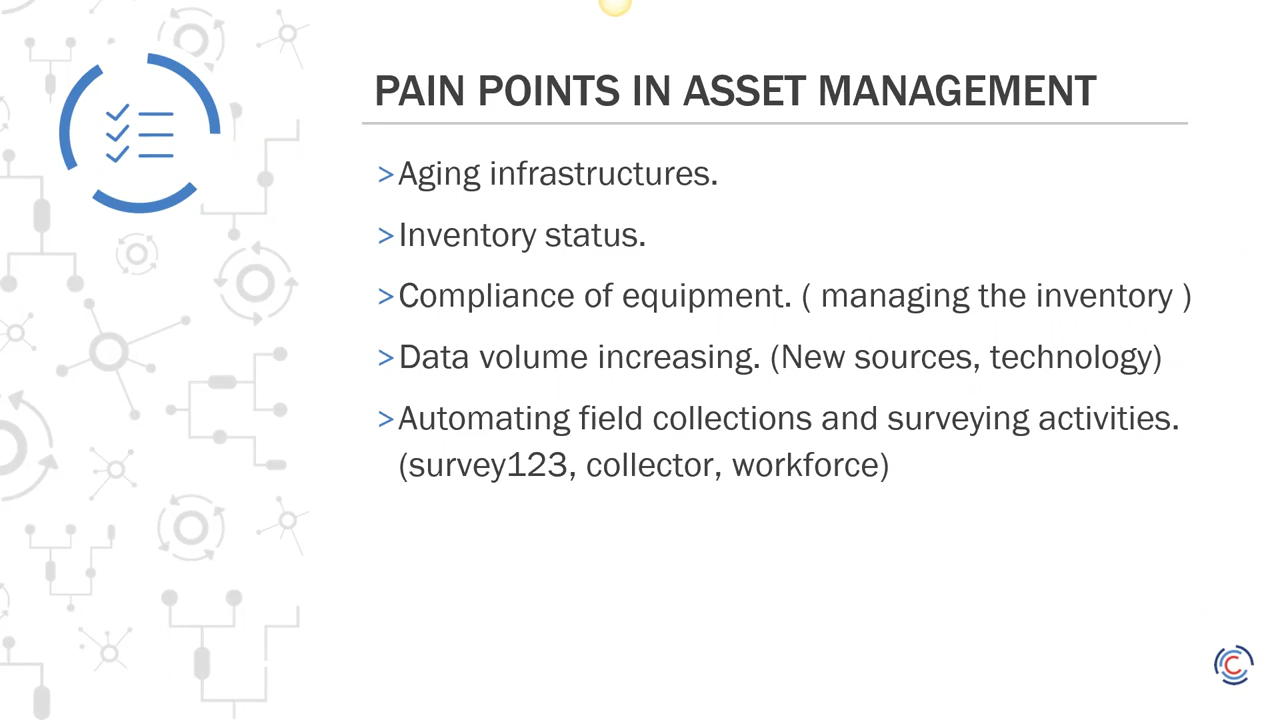 PAIN POINTS IN ASSET MANAGEMENT
>Aging infrastructures.
>Inventory status.
>Compliance of equipment. ( managing the inventory )
>Data volume increasing. (New sources, technology)
>Automating field collections and surveying activities.
(survey123, collector, workforce)
C